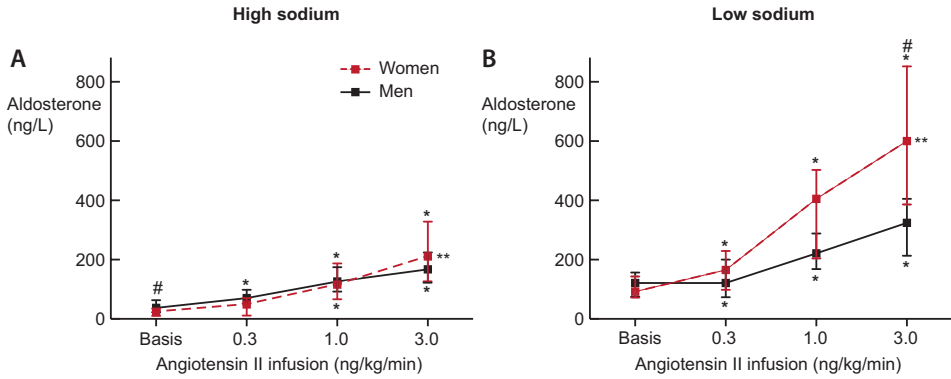 High sodium
Low sodium
A
800
Aldosterone
(ng/L)
600
400
200
0
Women
Men
#
*
*
*
*
*
**
Basis
0.3
1.0
3.0
Angiotensin II infusion (ng/kg/min)
B
800
Aldosterone
(ng/L)
600
400
200
0
#
*
**
*
*
*
*
*
Basis
0.3
1.0
3.0
Angiotensin II infusion (ng/kg/min)